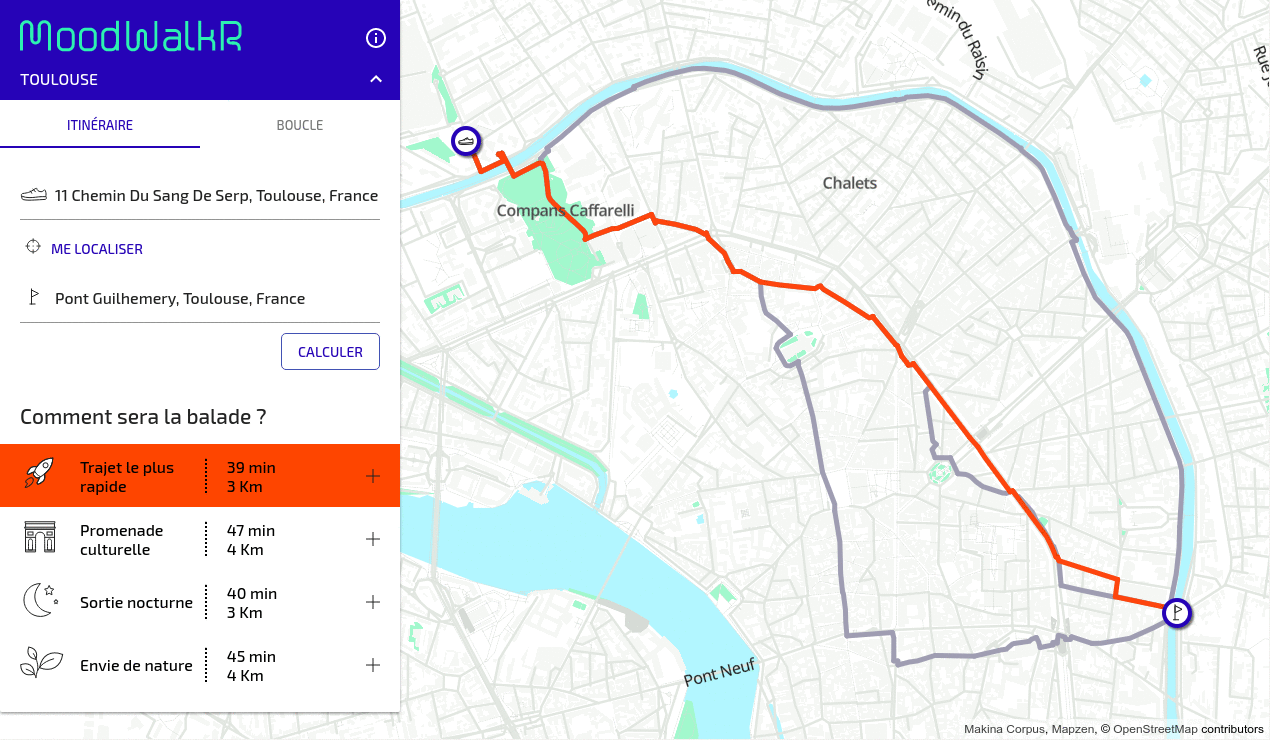 MoodWalkR
TOULOUSE
ITINÉRAIRE
BOUCLE
11 Chemin Du Sang De Serp, Toulouse, France
ME LOCALISER
Pont Guilhemery, Toulouse, France
CALCULER
Comment sera la balade ?
Trajet le plus
rapide
39 min
3 Km
Promenade
culturelle
47 min
4 Km
Sortie nocturne
40 min
3 Km
Envie de nature
45 min
4 Km
emin du Raisin
Rue
Chalets
Compans Caffarelli
Pont Neuf
Makina Corpus, Mapzen, © OpenStreetMap contributors